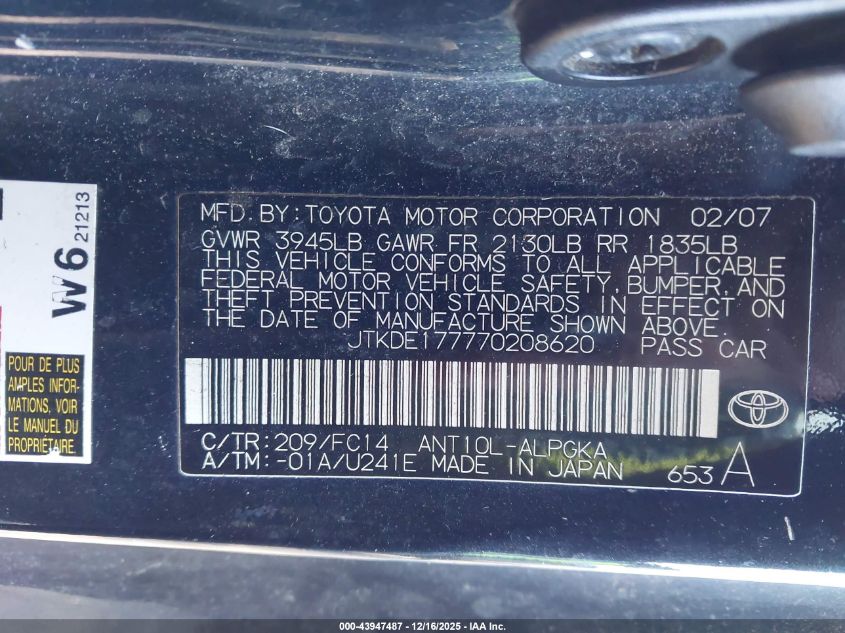 MFD. BY: TOYOTA MOTOR CORPORATION 02/07
GVWR 3945LB GAWR FR 2130LB RR 1835LB
THIS VEHICLE CONFORMS TO ALL APPLICABLE
FEDERAL MOTOR VEHICLE SAFETY, BUMPER, AND
THEFT PREVENTION STANDARDS IN EFFECT ON
THE DATE OF MANUFACTURE SHOWN ABOVE.
JTKDE177770208620 PASS CAR
C/TR: 209/FC14 ANT10L-ALPGKA
A/TM: -01A/U241E MADE IN JAPAN 653 A
W6 21213
POUR DE PLUS
AMPLES INFOR-
MATIONS, VOIR
LE MANUEL DU
PROPRIÉTAIRE.
000-43947487 - 12/16/2025 - IAA Inc.